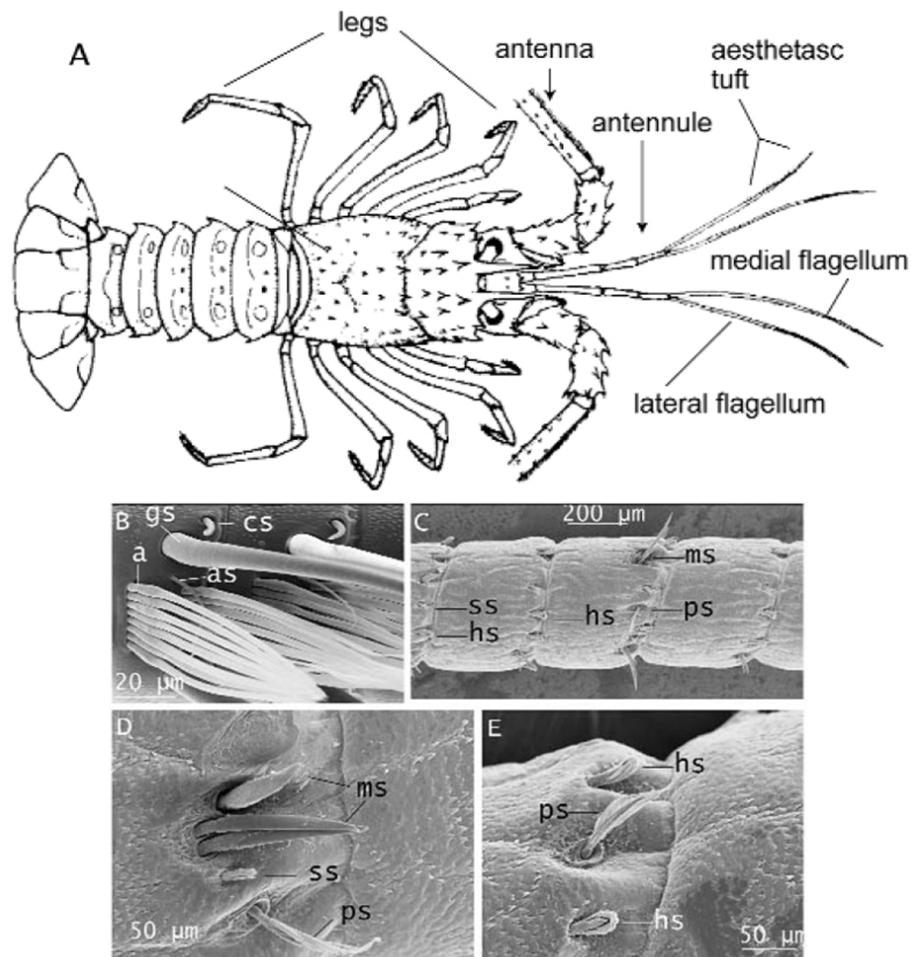 A
legs
antenna
aesthetasc
tuft
antennule
medial flagellum
lateral flagellum
B
gs
cs
a
as
20 µm
C
200 µm
ms
ss
hs
hs
ps
D
ms
ss
ps
50 µm
E
hs
ps
hs
50 µm